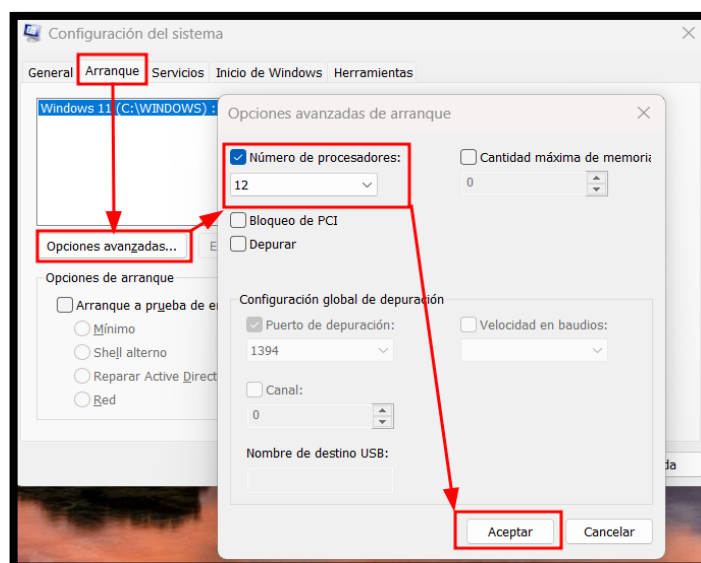 Configuración del sistema
General Arranque Servicios Inicio de Windows Herramientas
Windows 11 (C:\WINDOWS) :
Opciones avanzadas...
Opciones de arranque
Arranque a prueba de
Mínimo
Shell alterno
Reparar Active Direct
Red
Opciones avanzadas de arranque
Número de procesadores:
12
Cantidad máxima de memoria
0
Bloqueo de PCI
Depurar
Configuración global de depuración
Puerto de depuración:
1394
Velocidad en baudios:
Canal:
0
Nombre de destino USB:
Aceptar Cancelar